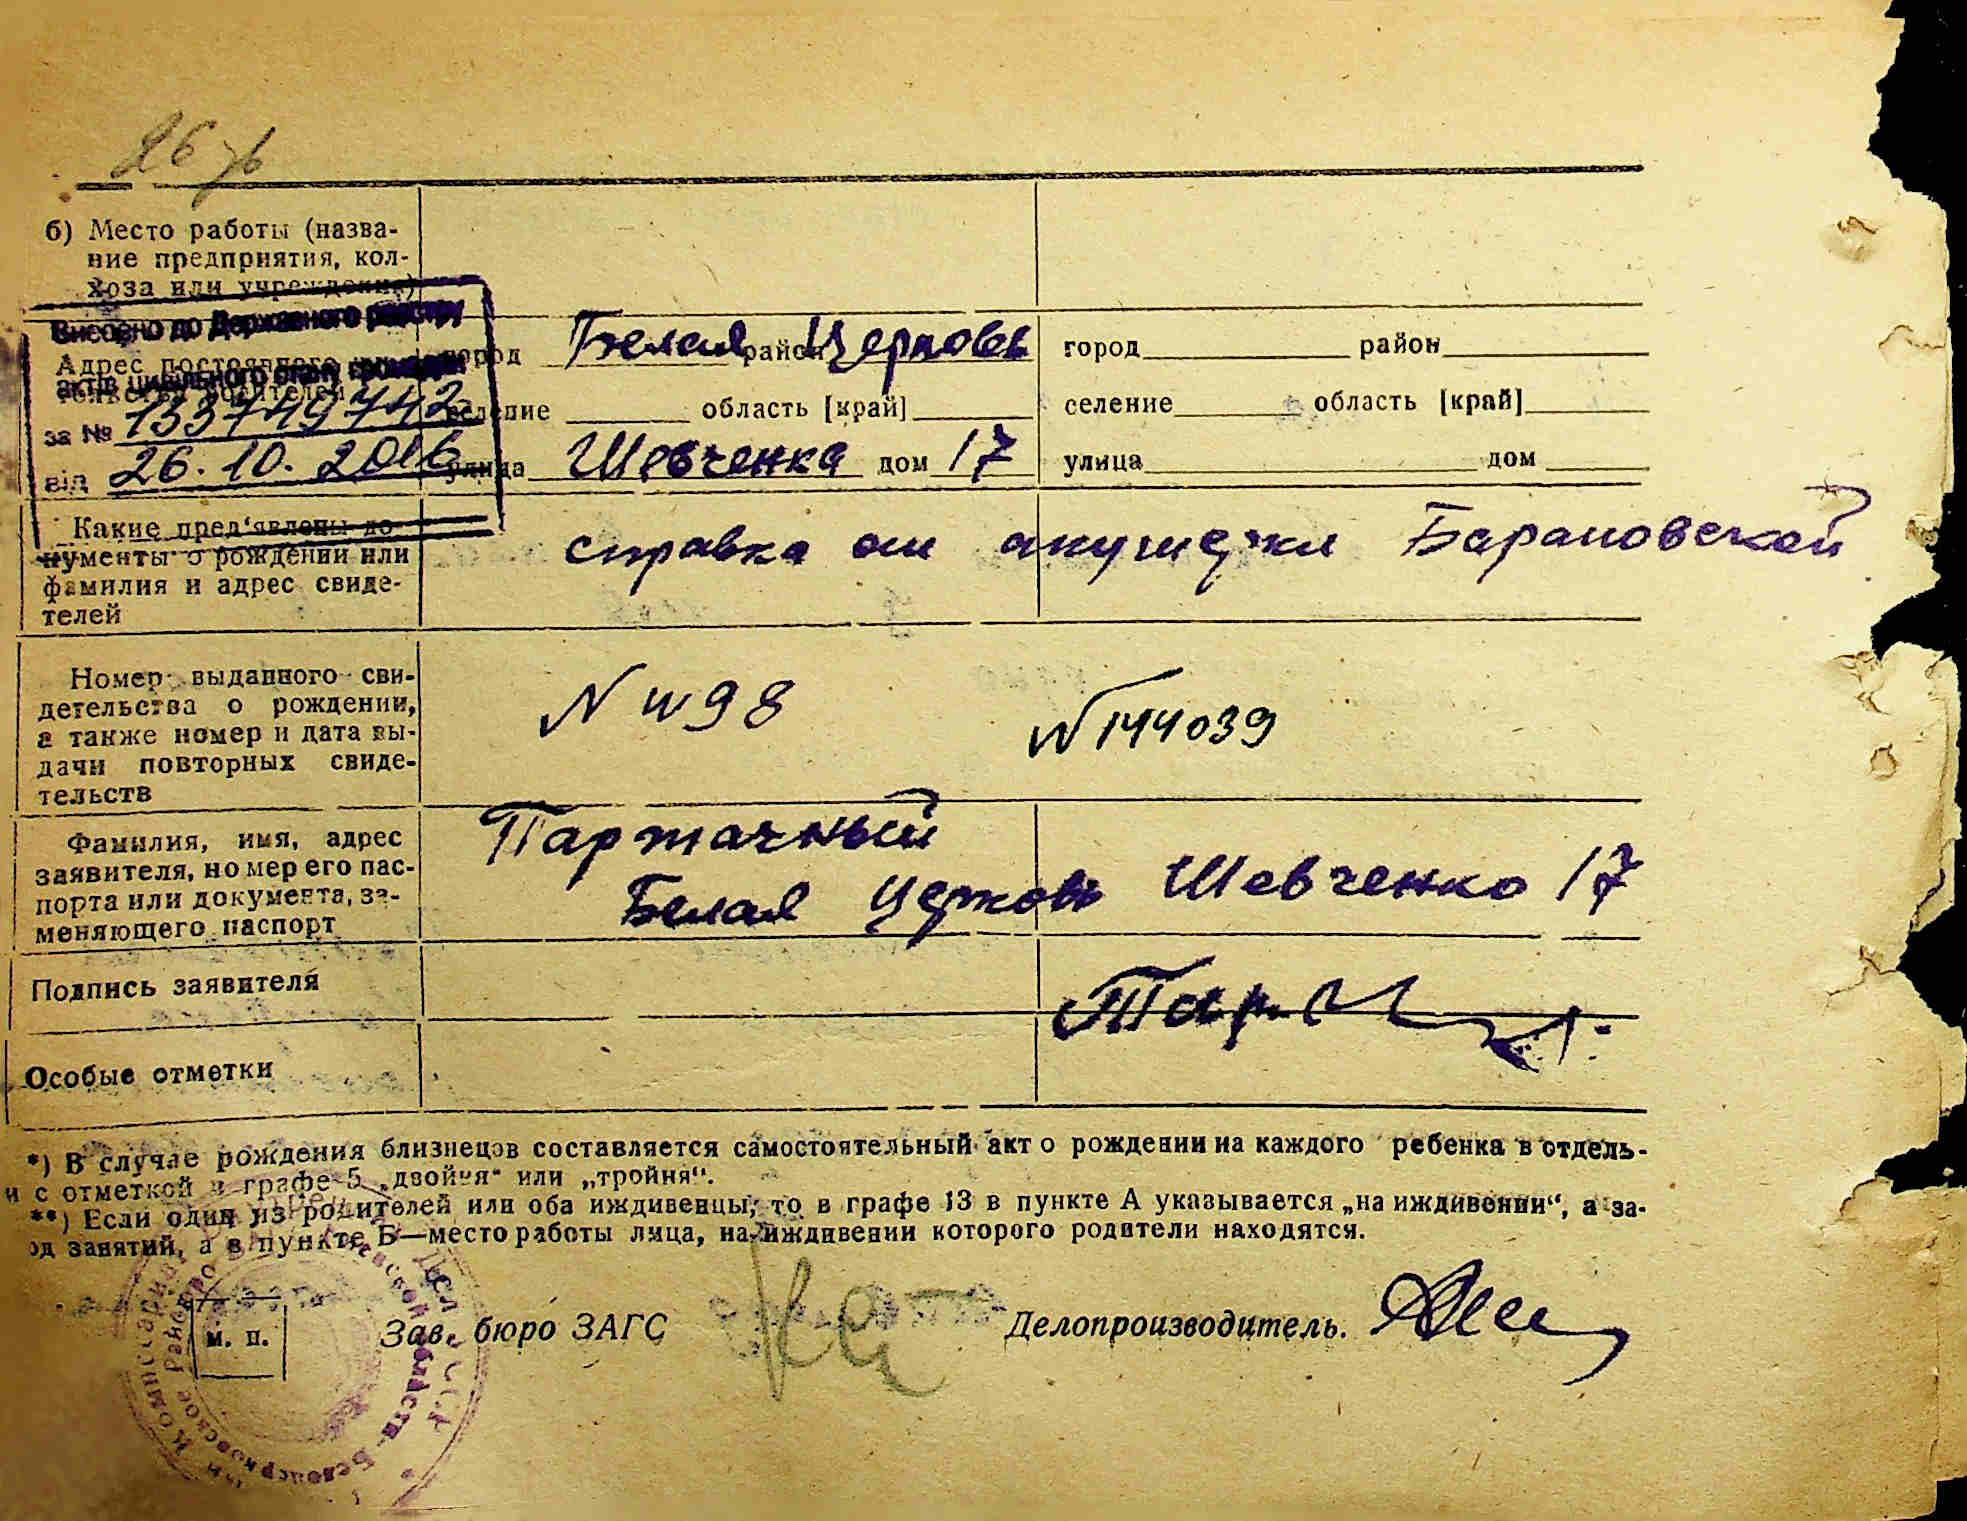 б) Место работы (назва-
ние предприятия, кол-
хоза или учреждения)
Внесено до Державного реєстру
актів цивільного стану громадян
за № 133749742
від 26.10.2016
Адрес постоянного
тельства родителей
город Белая район Церковь
селение область [край]
улица Шевченка дом 17
город район
селение область [край]
улица дом
Какие пред'явлены до-
кументы о рождении или
фамилия и адрес свиде-
телей
справка от акушерки Барановской
Номер выданного сви-
детельства о рождении,
а также номер и дата вы-
дачи повторных свиде-
тельств
N 1198
N 144039
Фамилия, имя, адрес
заявителя, номер его пас-
порта или документа, за-
меняющего паспорт
Партачный
Белая Церковь Шевченко 17
Подпись заявителя
Особые отметки
*) В случае рождения близнецов составляется самостоятельный акт о рождении на каждого ребенка в отдель-
и с отметкой в графе 5 „двойня“ или „тройня“.
**) Если один из родителей или оба иждивенцы, то в графе 13 в пункте А указывается „на иждивении“, а за-
од занятий, а в пункте Б—место работы лица, на иждивении которого родители находятся.
м. п.
Зав. бюро ЗАГС
Делопроизводитель.